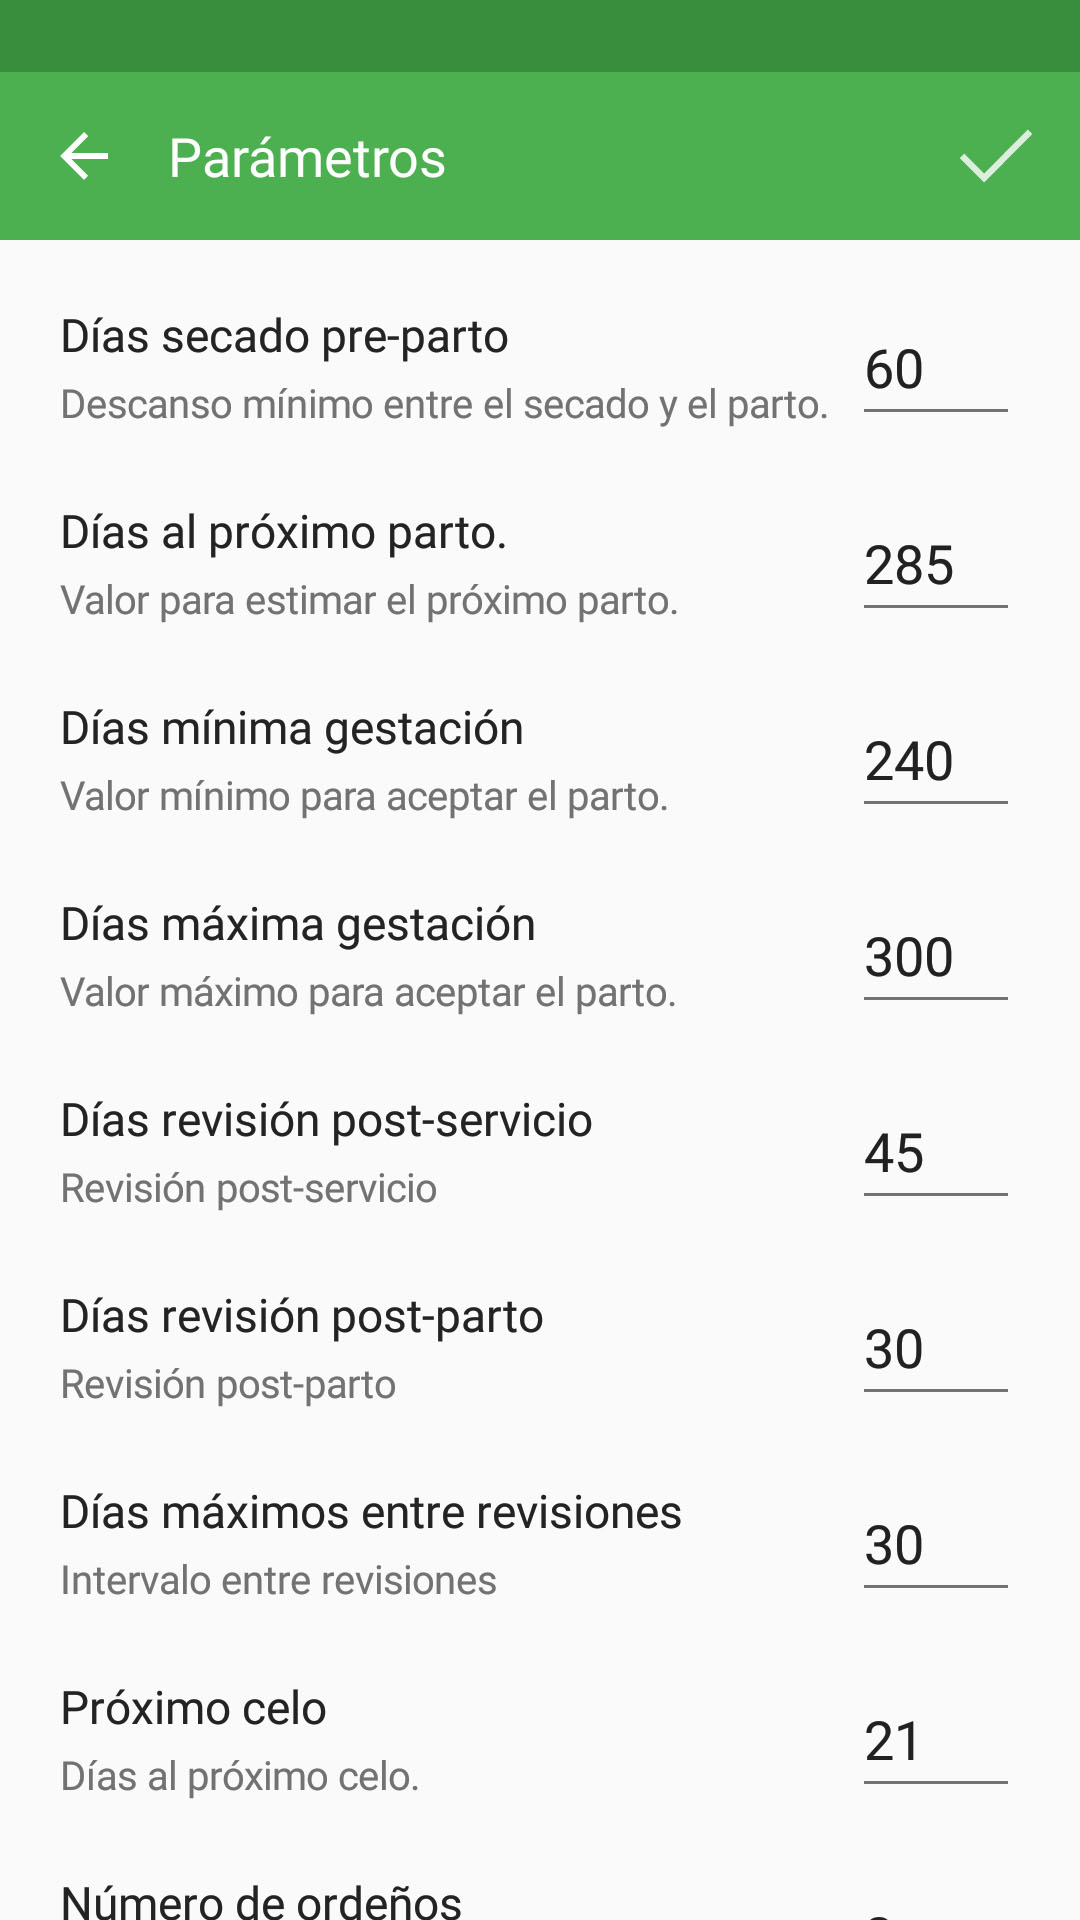 Parámetros
Días secado pre-parto
Descanso mínimo entre el secado y el parto.
60
Días al próximo parto.
Valor para estimar el próximo parto.
285
Días mínima gestación
Valor mínimo para aceptar el parto.
240
Días máxima gestación
Valor máximo para aceptar el parto.
300
Días revisión post-servicio
Revisión post-servicio
45
Días revisión post-parto
Revisión post-parto
30
Días máximos entre revisiones
Intervalo entre revisiones
30
Próximo celo
Días al próximo celo.
21
Número de ordeños